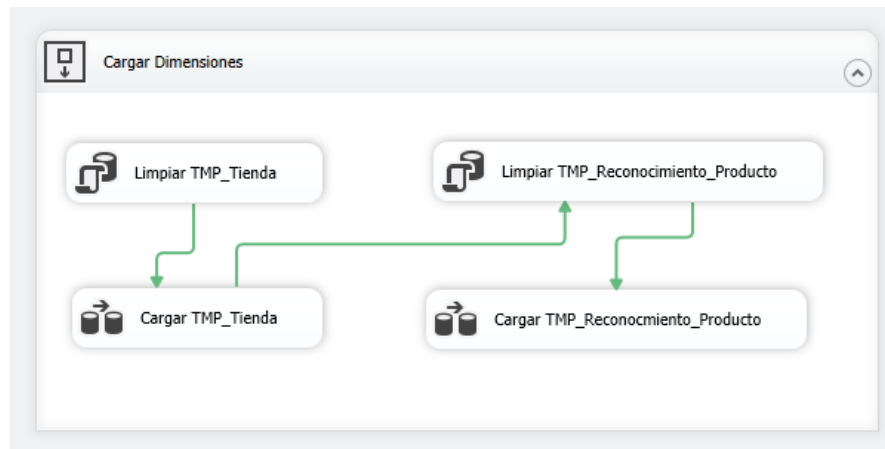 Cargar Dimensiones
Limpiar TMP_Tienda
Limpiar TMP_Reconocimiento_Producto
Cargar TMP_Tienda
Cargar TMP_Reconocmiento_Producto